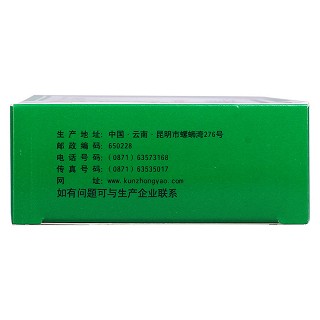 生产地址: 中国·云南·昆明市螺蛳湾276号
邮政编码: 650228
电话号码: (0871) 63573168
传真号码: (0871) 63535017
网　　址: www.kunzhongyao.com
如有问题可与生产企业联系